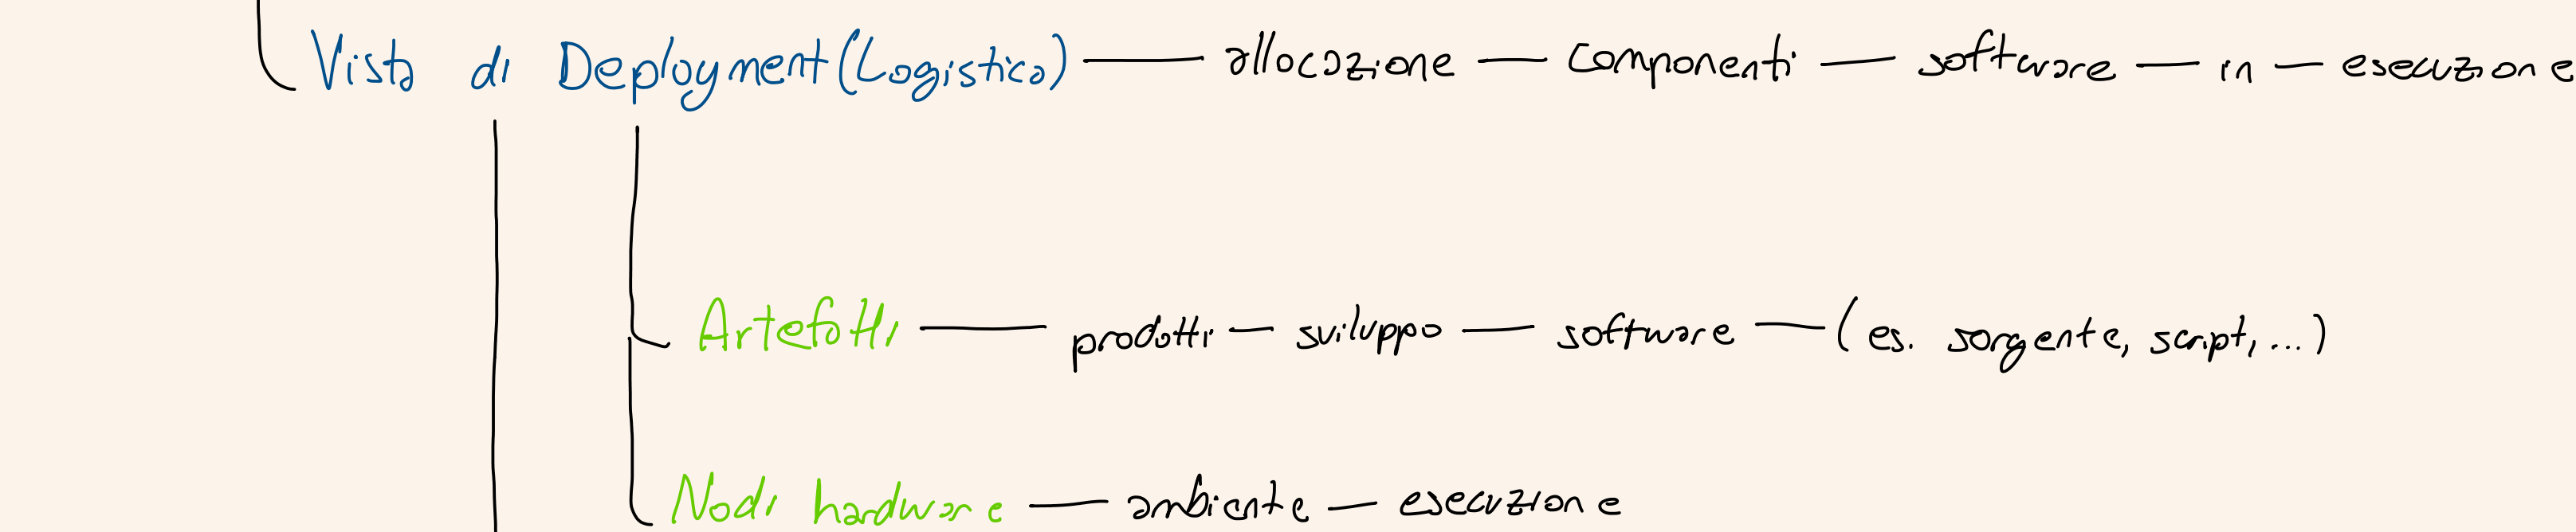 Vista di Deployment (Logistica) — allocazione — componenti — software — in — esecuzione
Artefatti — prodotti — sviluppo — software — (es. sorgente, script, ...)
Nodi hardware — ambiente — esecuzione